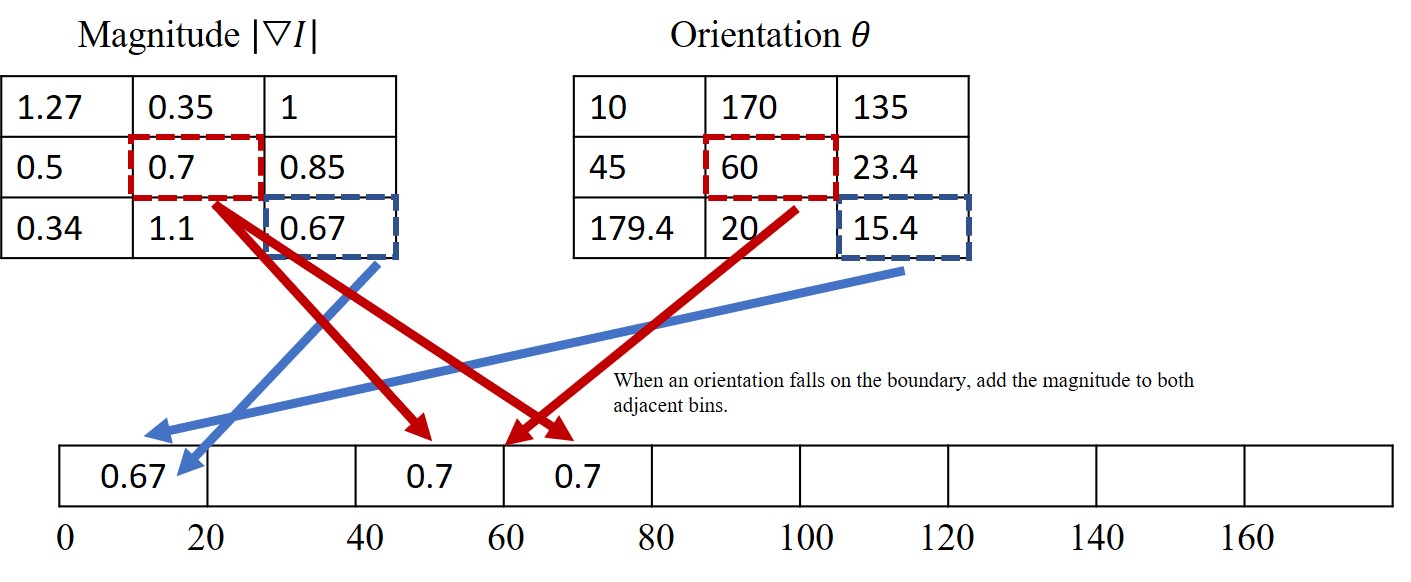 Magnitude |▽I| Orientation θ
1.27 0.35 1 10 170 135
0.5 0.7 0.85 45 60 23.4
0.34 1.1 0.67 179.4 20 15.4
When an orientation falls on the boundary, add the magnitude to both
adjacent bins.
0.67 0.7 0.7
0 20 40 60 80 100 120 140 160